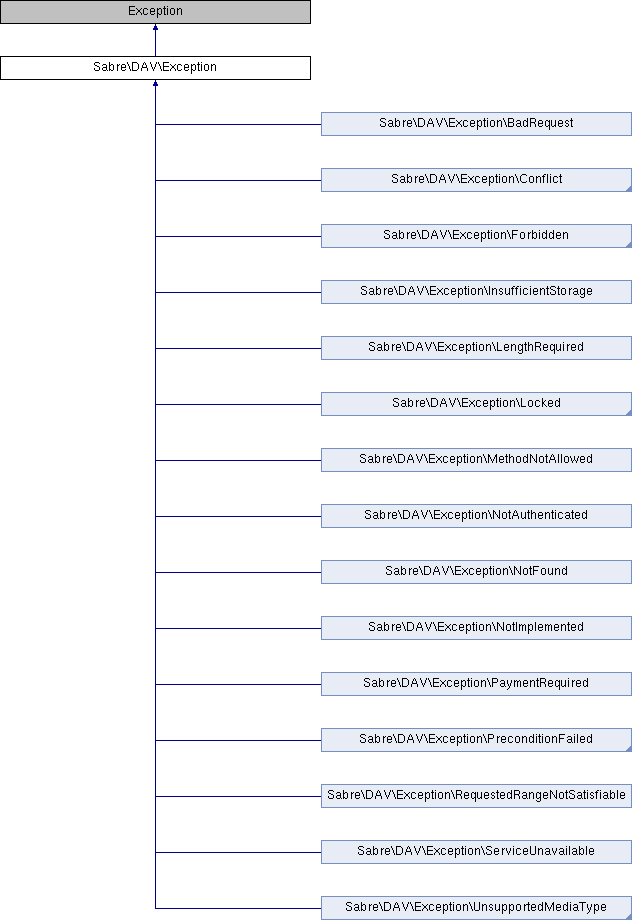 Exception
Sabre\DAV\Exception
Sabre\DAV\Exception\BadRequest
Sabre\DAV\Exception\Conflict
Sabre\DAV\Exception\Forbidden
Sabre\DAV\Exception\InsufficientStorage
Sabre\DAV\Exception\LengthRequired
Sabre\DAV\Exception\Locked
Sabre\DAV\Exception\MethodNotAllowed
Sabre\DAV\Exception\NotAuthenticated
Sabre\DAV\Exception\NotFound
Sabre\DAV\Exception\NotImplemented
Sabre\DAV\Exception\PaymentRequired
Sabre\DAV\Exception\PreconditionFailed
Sabre\DAV\Exception\RequestedRangeNotSatisfiable
Sabre\DAV\Exception\ServiceUnavailable
Sabre\DAV\Exception\UnsupportedMediaType